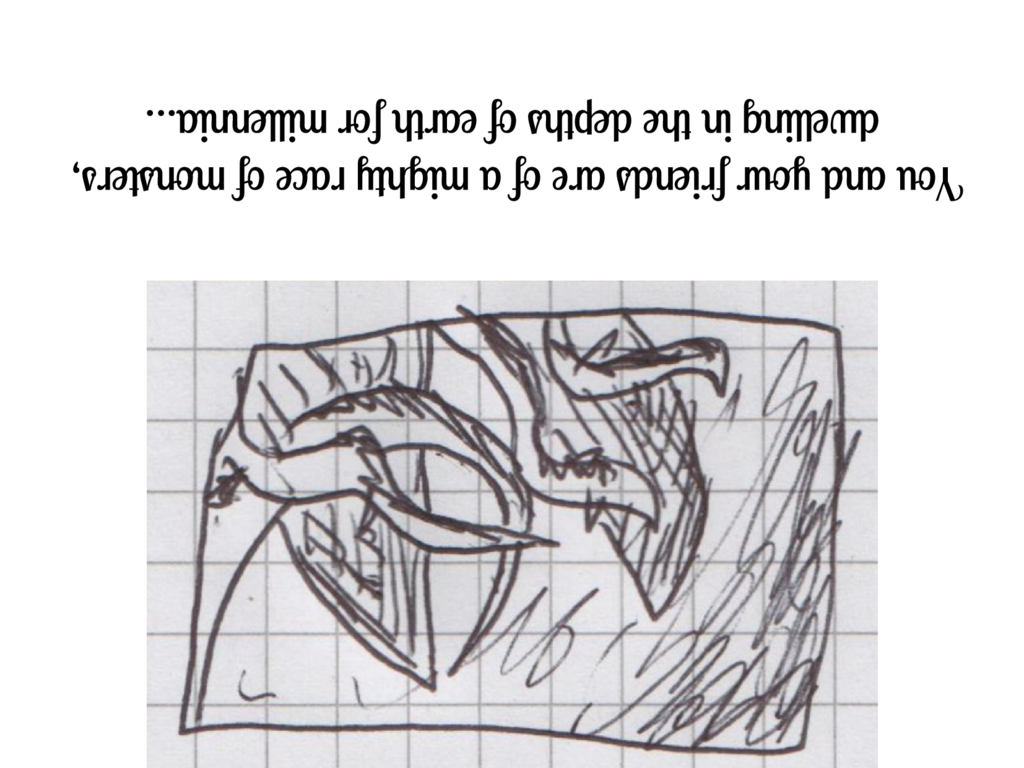 You and your friends are of a mighty race of monsters,
dwelling in the depths of earth for millennia...